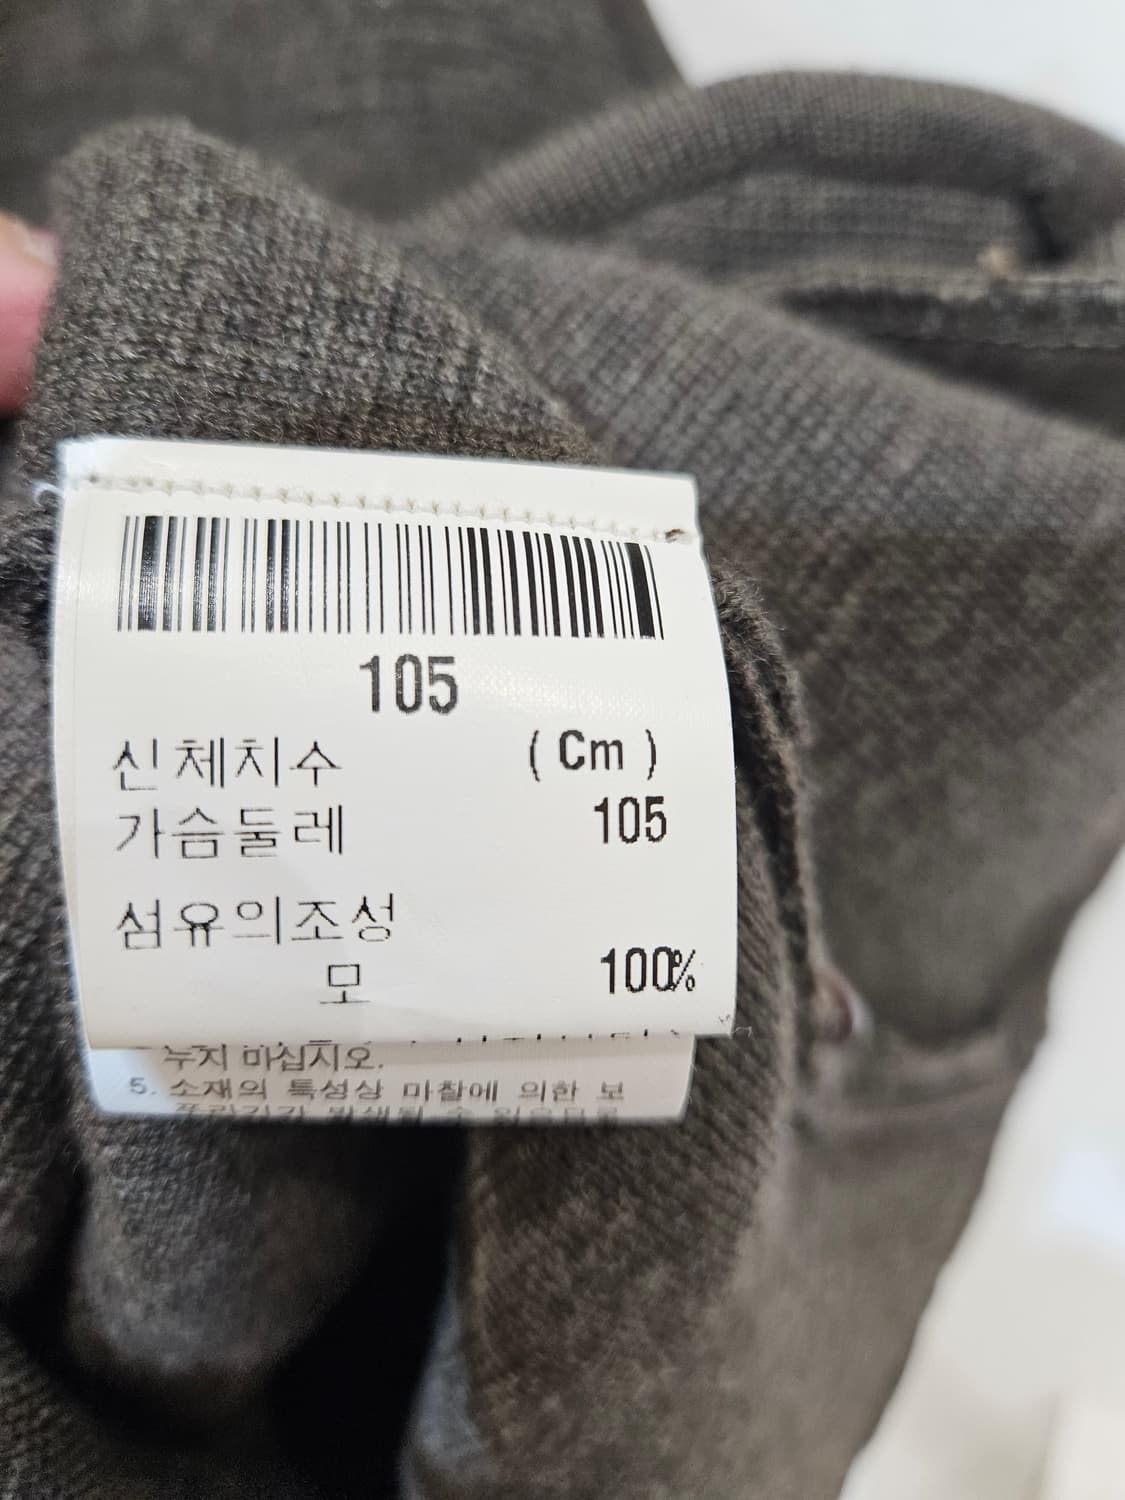 105
신체치수 ( Cm )
가슴둘레 105
섬유의조성
모 100%
누치 마십시오.
5. 소재의 특성상 마찰에 의한 보